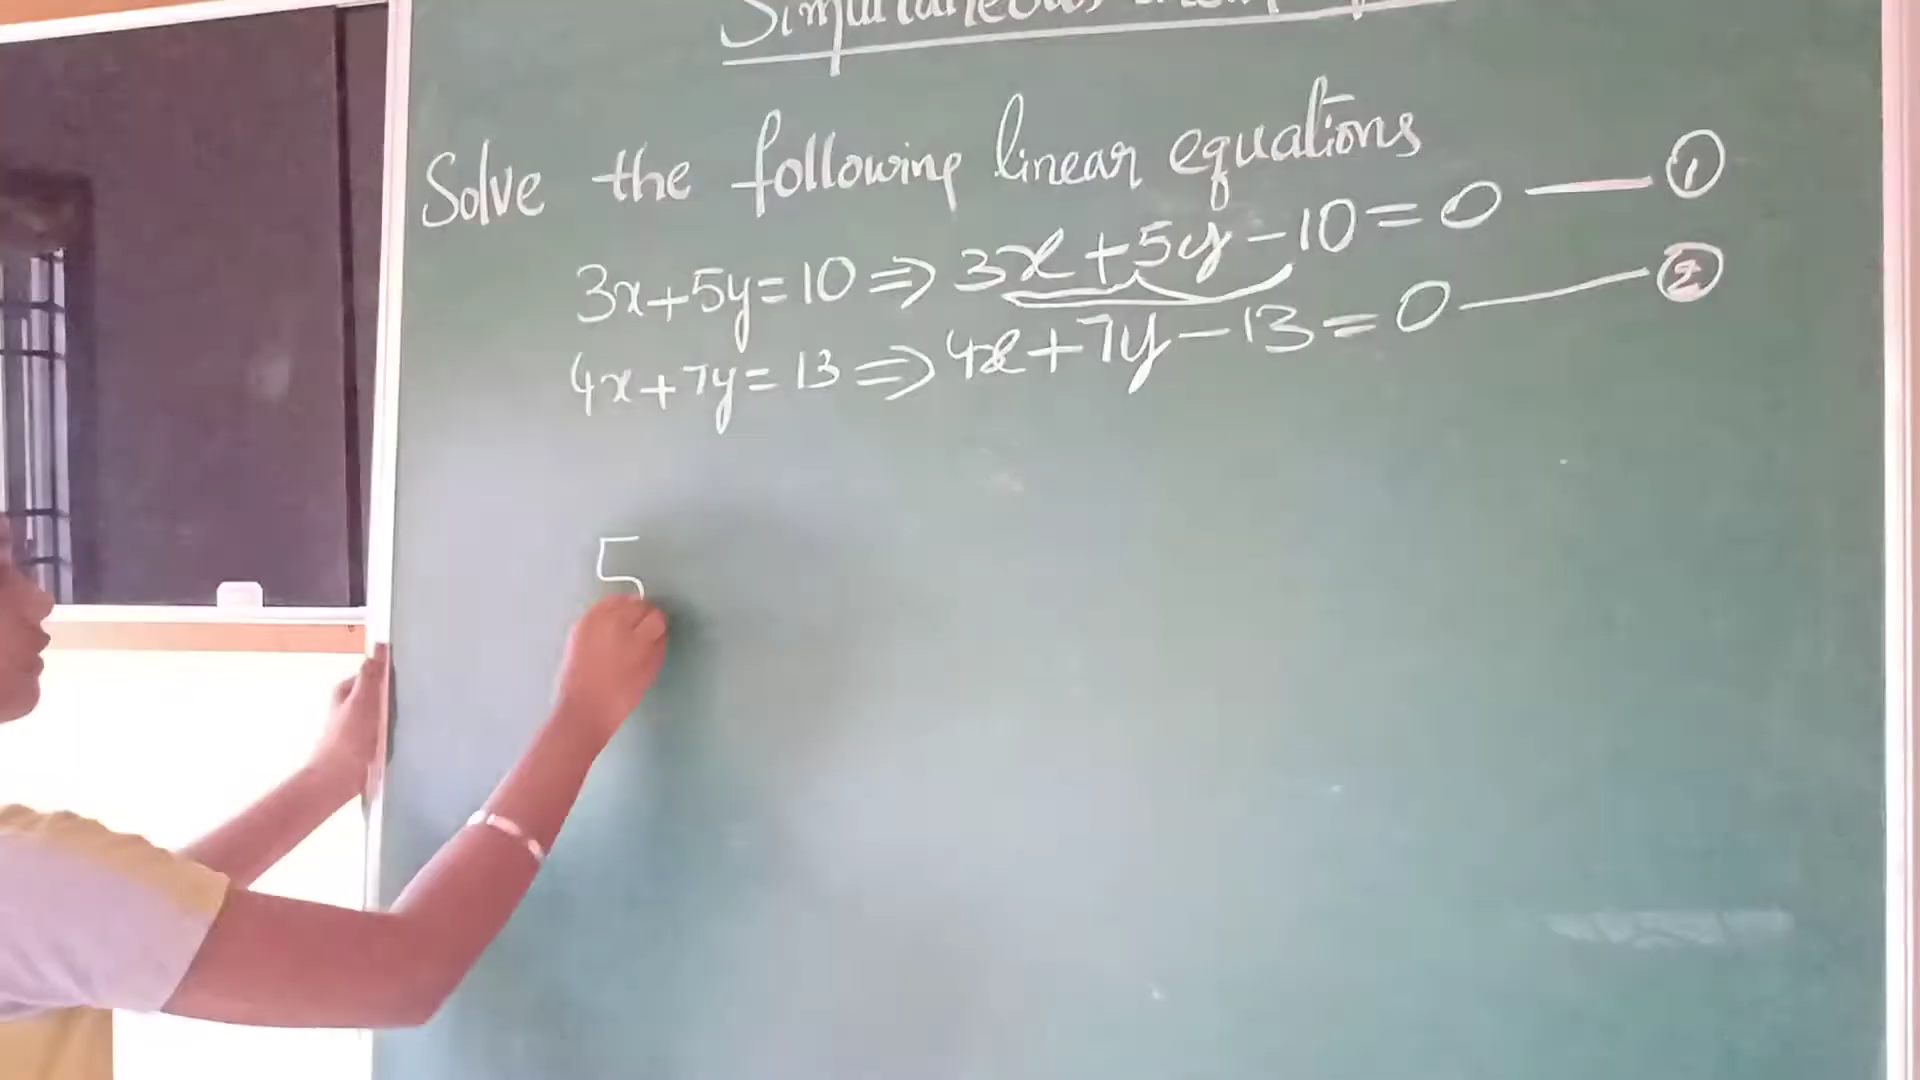 Simultaneous
Solve the following linear equations
3x+5y=10 ⇒ 3x+5y-10=0 — ①
4x+7y=13 ⇒ 4x+7y-13=0 — ②
5